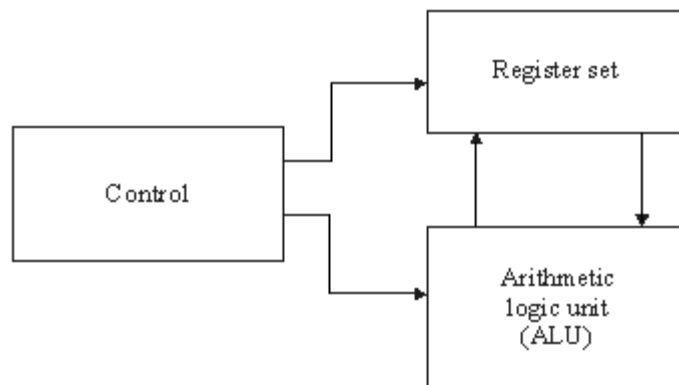 Register set
Control
Arithmetic
logic unit
(ALU)